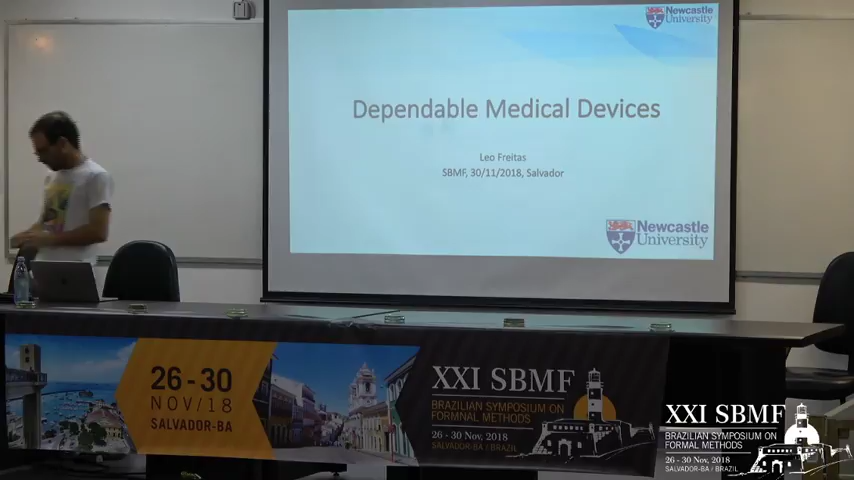 Newcastle
University
Dependable Medical Devices
Leo Freitas
SBMF, 30/11/2018, Salvador
Newcastle
University
26-30
NOV/18
SALVADOR-BA
XXI SBMF
BRAZILIAN SYMPOSIUM ON
FORMNAL METHODS
26 - 30 Nov, 2018
SALVADOR-BA / BRAZIL
XXI SBMF
BRAZILIAN SYMPOSIUM ON
FORMAL METHODS
26 - 30 Nov, 2018
SALVADOR-BA / BRAZIL